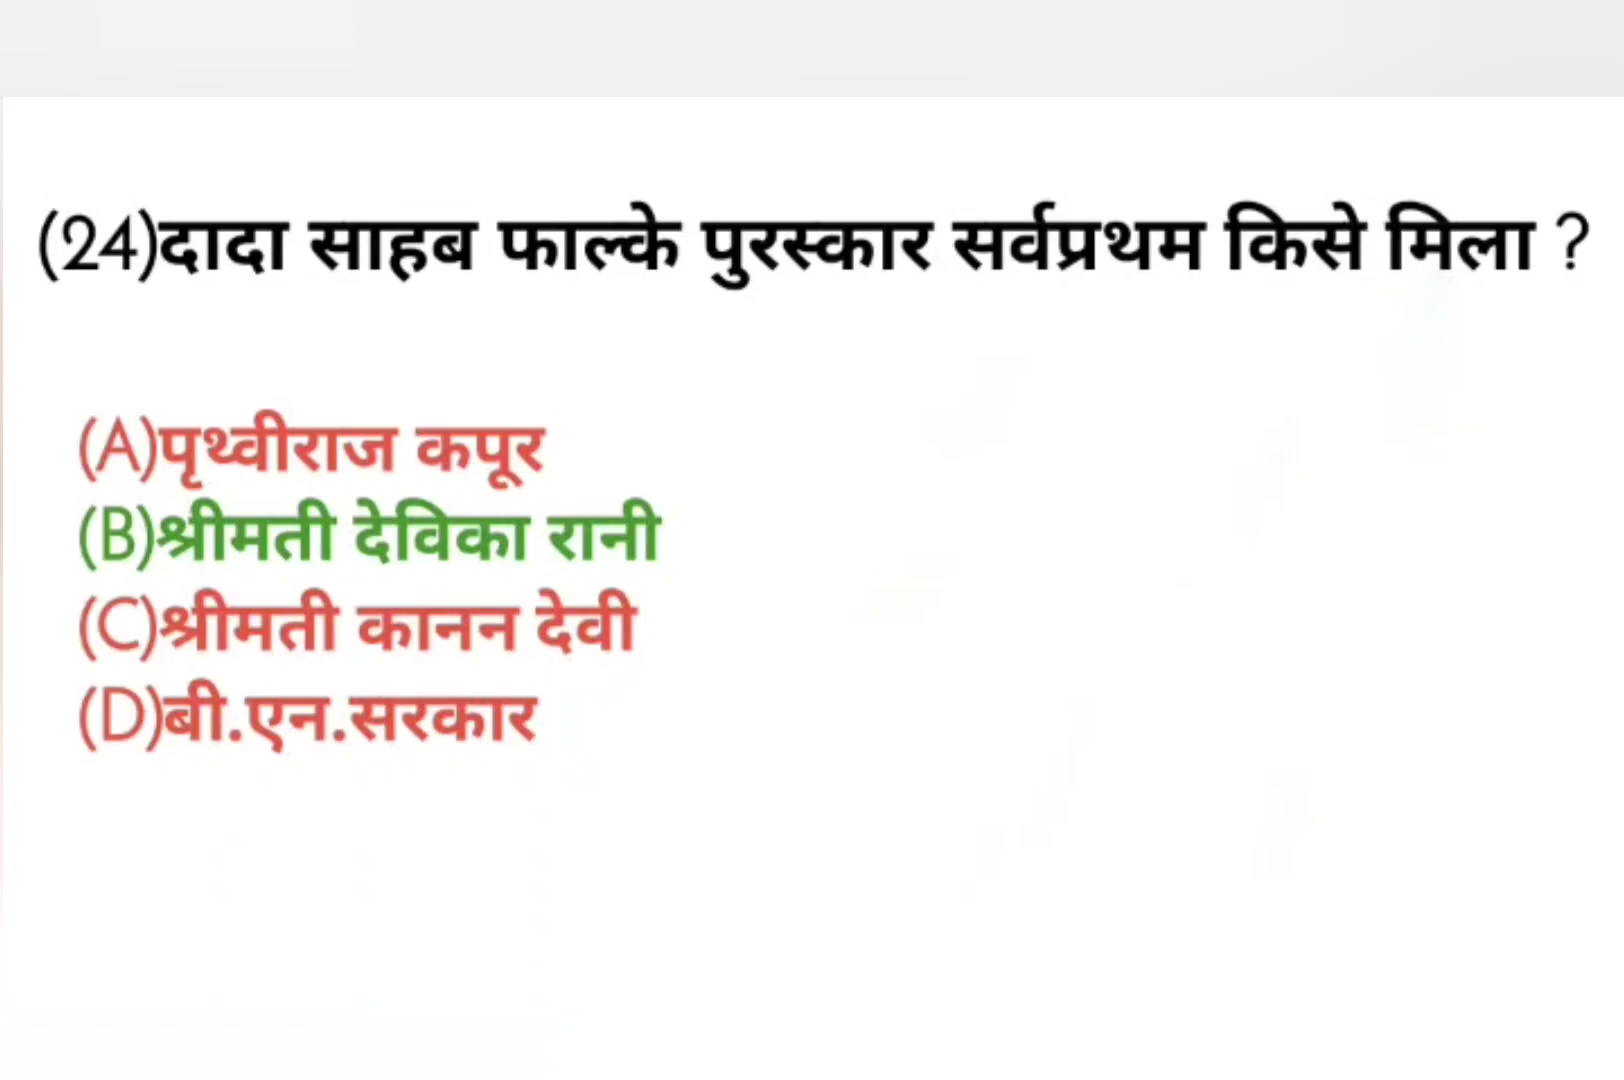 (24)दादा साहब फाल्के पुरस्कार सर्वप्रथम किसे मिला ?
(A)पृथ्वीराज कपूर
(B)श्रीमती देविका रानी
(C)श्रीमती कानन देवी
(D)बी.एन.सरकार